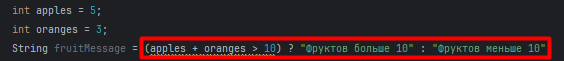 int apples = 5;
int oranges = 3;
String fruitMessage = (apples + oranges > 10) ? "Фруктов больше 10" : "Фруктов меньше 10"